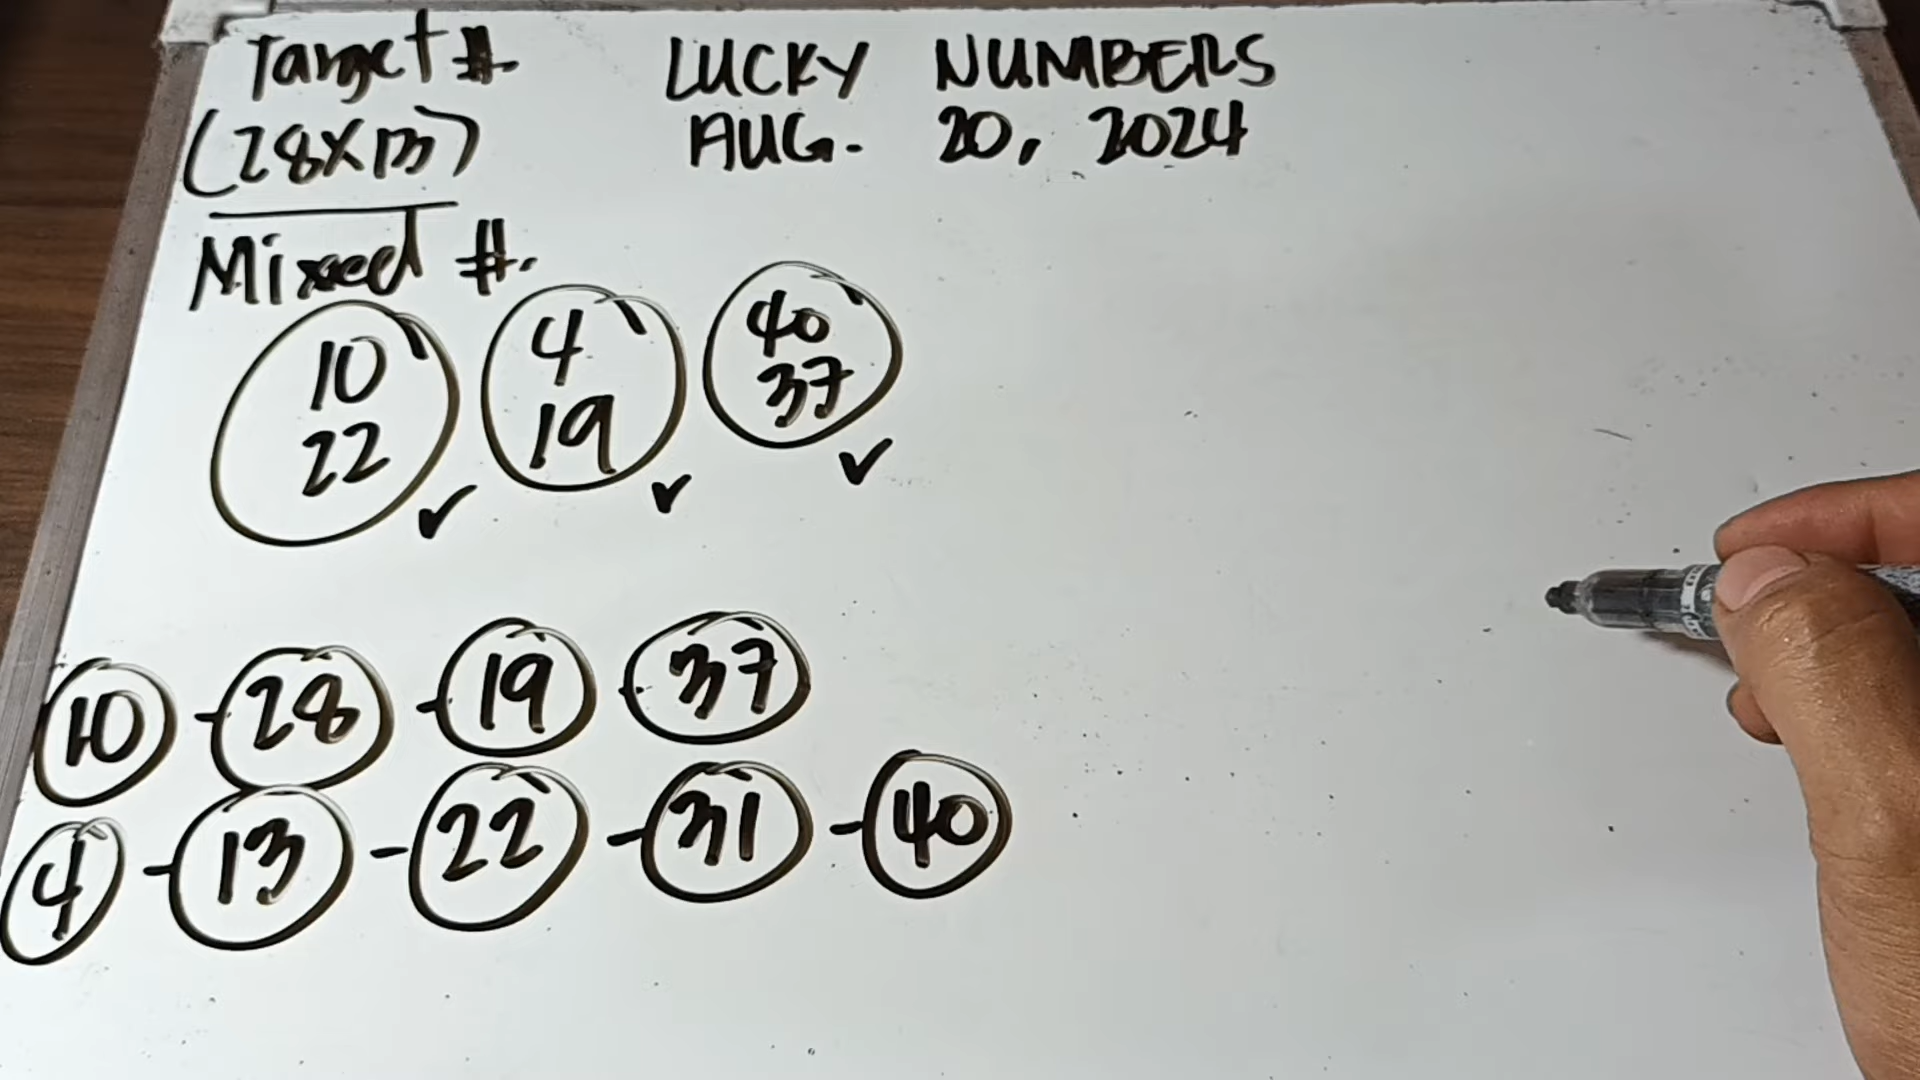 Target #.
(28X13)
LUCKY NUMBERS
AUG. 20, 2024
Mixed #.
10 4 40
22 19 37
10 - 28 - 19 - 37
4 - 13 - 22 - 31 - 40